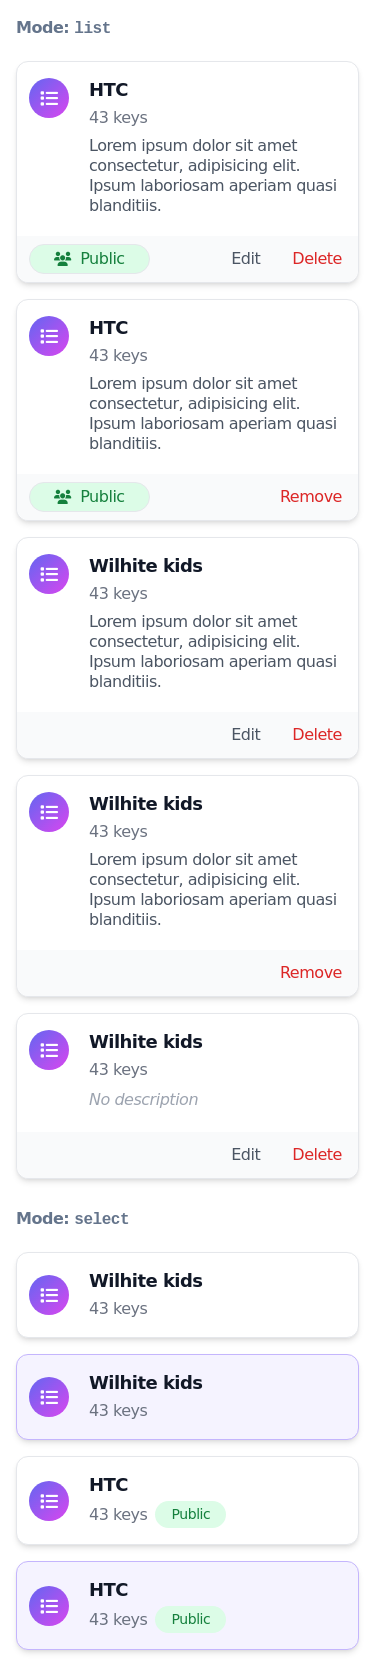 Mode: list
HTC
43 keys
Lorem ipsum dolor sit amet
consectetur, adipisicing elit.
Ipsum laboriosam aperiam quasi
blanditiis.
Public Edit Delete
HTC
43 keys
Lorem ipsum dolor sit amet
consectetur, adipisicing elit.
Ipsum laboriosam aperiam quasi
blanditiis.
Public Remove
Wilhite kids
43 keys
Lorem ipsum dolor sit amet
consectetur, adipisicing elit.
Ipsum laboriosam aperiam quasi
blanditiis.
Edit Delete
Wilhite kids
43 keys
Lorem ipsum dolor sit amet
consectetur, adipisicing elit.
Ipsum laboriosam aperiam quasi
blanditiis.
Remove
Wilhite kids
43 keys
No description
Edit Delete
Mode: select
Wilhite kids
43 keys
Wilhite kids
43 keys
HTC
43 keys Public
HTC
43 keys Public